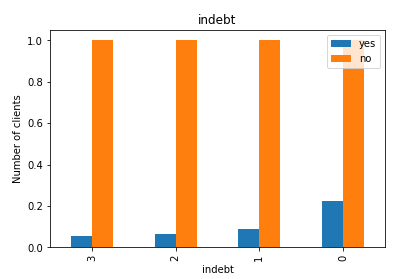 indebt
yes
no
Number of clients
1.0
0.8
0.6
0.4
0.2
0.0
3
2
1
0
indebt